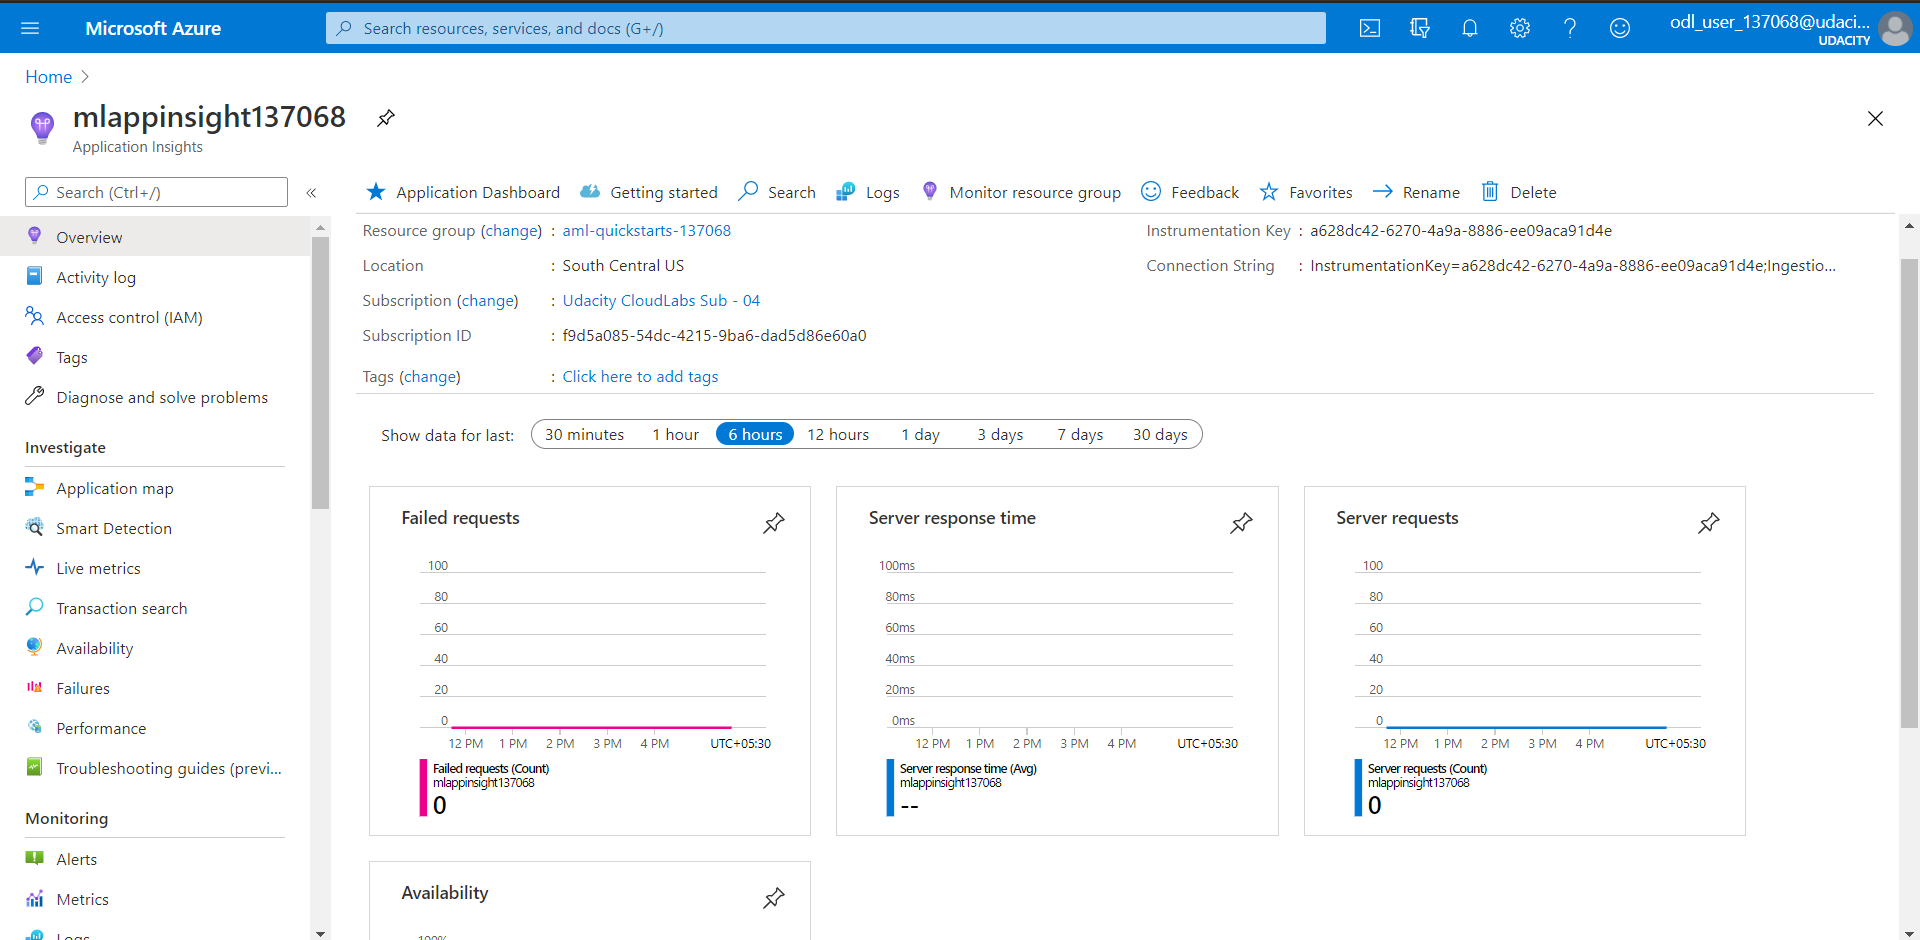 Microsoft Azure
Search resources, services, and docs (G+/)
odl_user_137068@udaci...
UDACITY
Home
mlappinsight137068
Application Insights
Search (Ctrl+/)
«
Overview
Activity log
Access control (IAM)
Tags
Diagnose and solve problems
Investigate
Application map
Smart Detection
Live metrics
Transaction search
Availability
Failures
Performance
Troubleshooting guides (previ...
Monitoring
Alerts
Metrics
Logs
Application Dashboard
Getting started
Search
Logs
Monitor resource group
Feedback
Favorites
Rename
Delete
Resource group (change) : aml-quickstarts-137068
Location : South Central US
Subscription (change) : Udacity CloudLabs Sub - 04
Subscription ID : f9d5a085-54dc-4215-9ba6-dad5d86e60a0
Tags (change) : Click here to add tags
Instrumentation Key : a628dc42-6270-4a9a-8886-ee09aca91d4e
Connection String : InstrumentationKey=a628dc42-6270-4a9a-8886-ee09aca91d4e;Ingestio...
Show data for last: 30 minutes 1 hour 6 hours 12 hours 1 day 3 days 7 days 30 days
Failed requests
100
80
60
40
20
0
12 PM 1 PM 2 PM 3 PM 4 PM UTC+05:30
Failed requests (Count)
mlappinsight137068
0
Server response time
100ms
80ms
60ms
40ms
20ms
0ms
12 PM 1 PM 2 PM 3 PM 4 PM UTC+05:30
Server response time (Avg)
mlappinsight137068
--
Server requests
100
80
60
40
20
0
12 PM 1 PM 2 PM 3 PM 4 PM UTC+05:30
Server requests (Count)
mlappinsight137068
0
Availability
100%